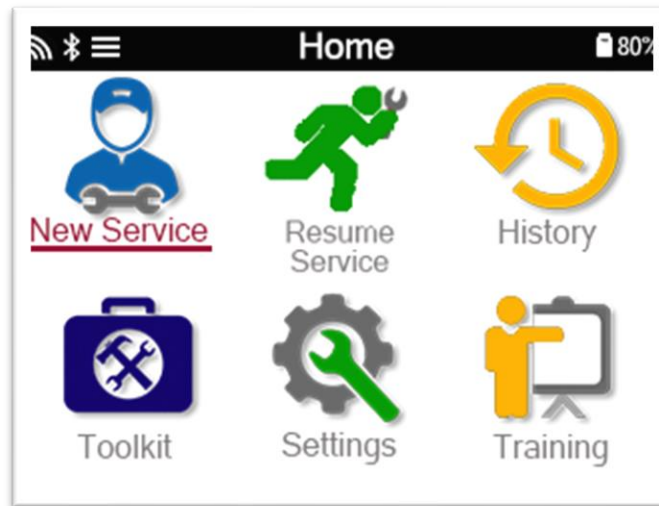 Home
80%
New Service
Resume
Service
History
Toolkit
Settings
Training